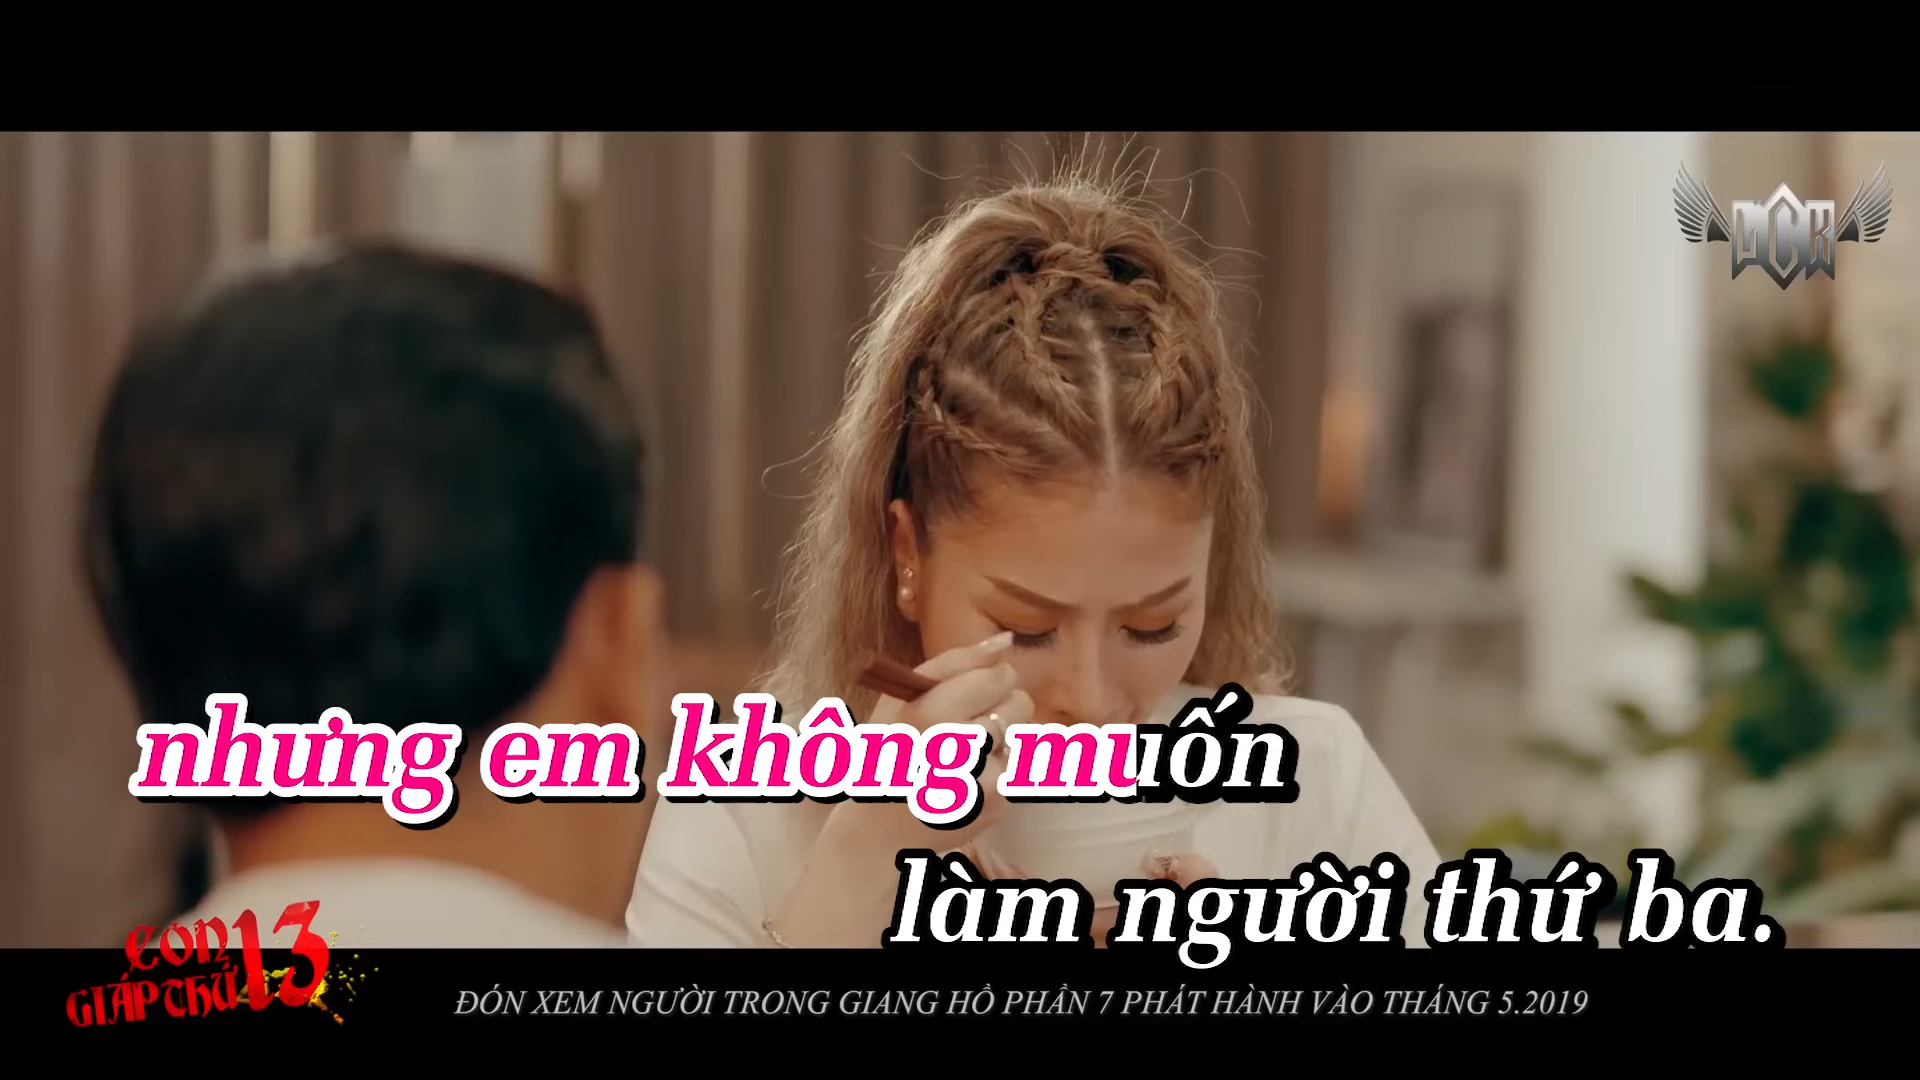 LCK
nhưng em không muốn
làm người thứ ba.
CON
GIÁP THỨ 13
ĐÓN XEM NGƯỜI TRONG GIANG HỒ PHẦN 7 PHÁT HÀNH VÀO THÁNG 5.2019